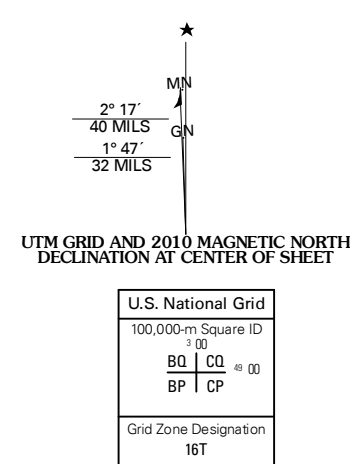 MN
2° 17´
40 MILS
GN
1° 47´
32 MILS
UTM GRID AND 2010 MAGNETIC NORTH
DECLINATION AT CENTER OF SHEET
U.S. National Grid
100,000-m Square ID
3 00
BQ CQ 49 00
BP CP
Grid Zone Designation
16T